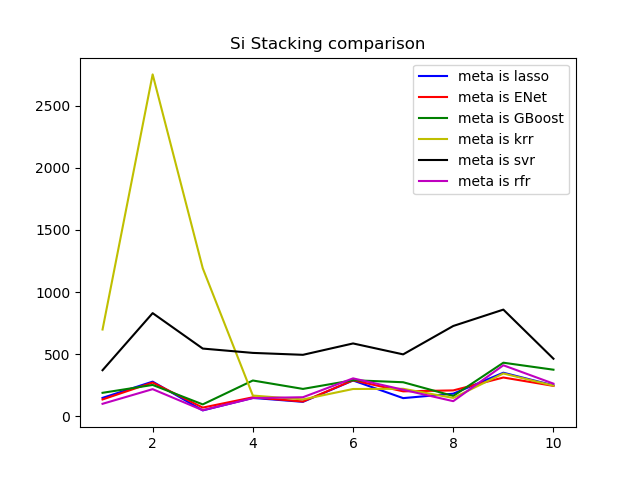 Si Stacking comparison
meta is lasso
meta is ENet
meta is GBoost
meta is krr
meta is svr
meta is rfr
2500
2000
1500
1000
500
0
2
4
6
8
10